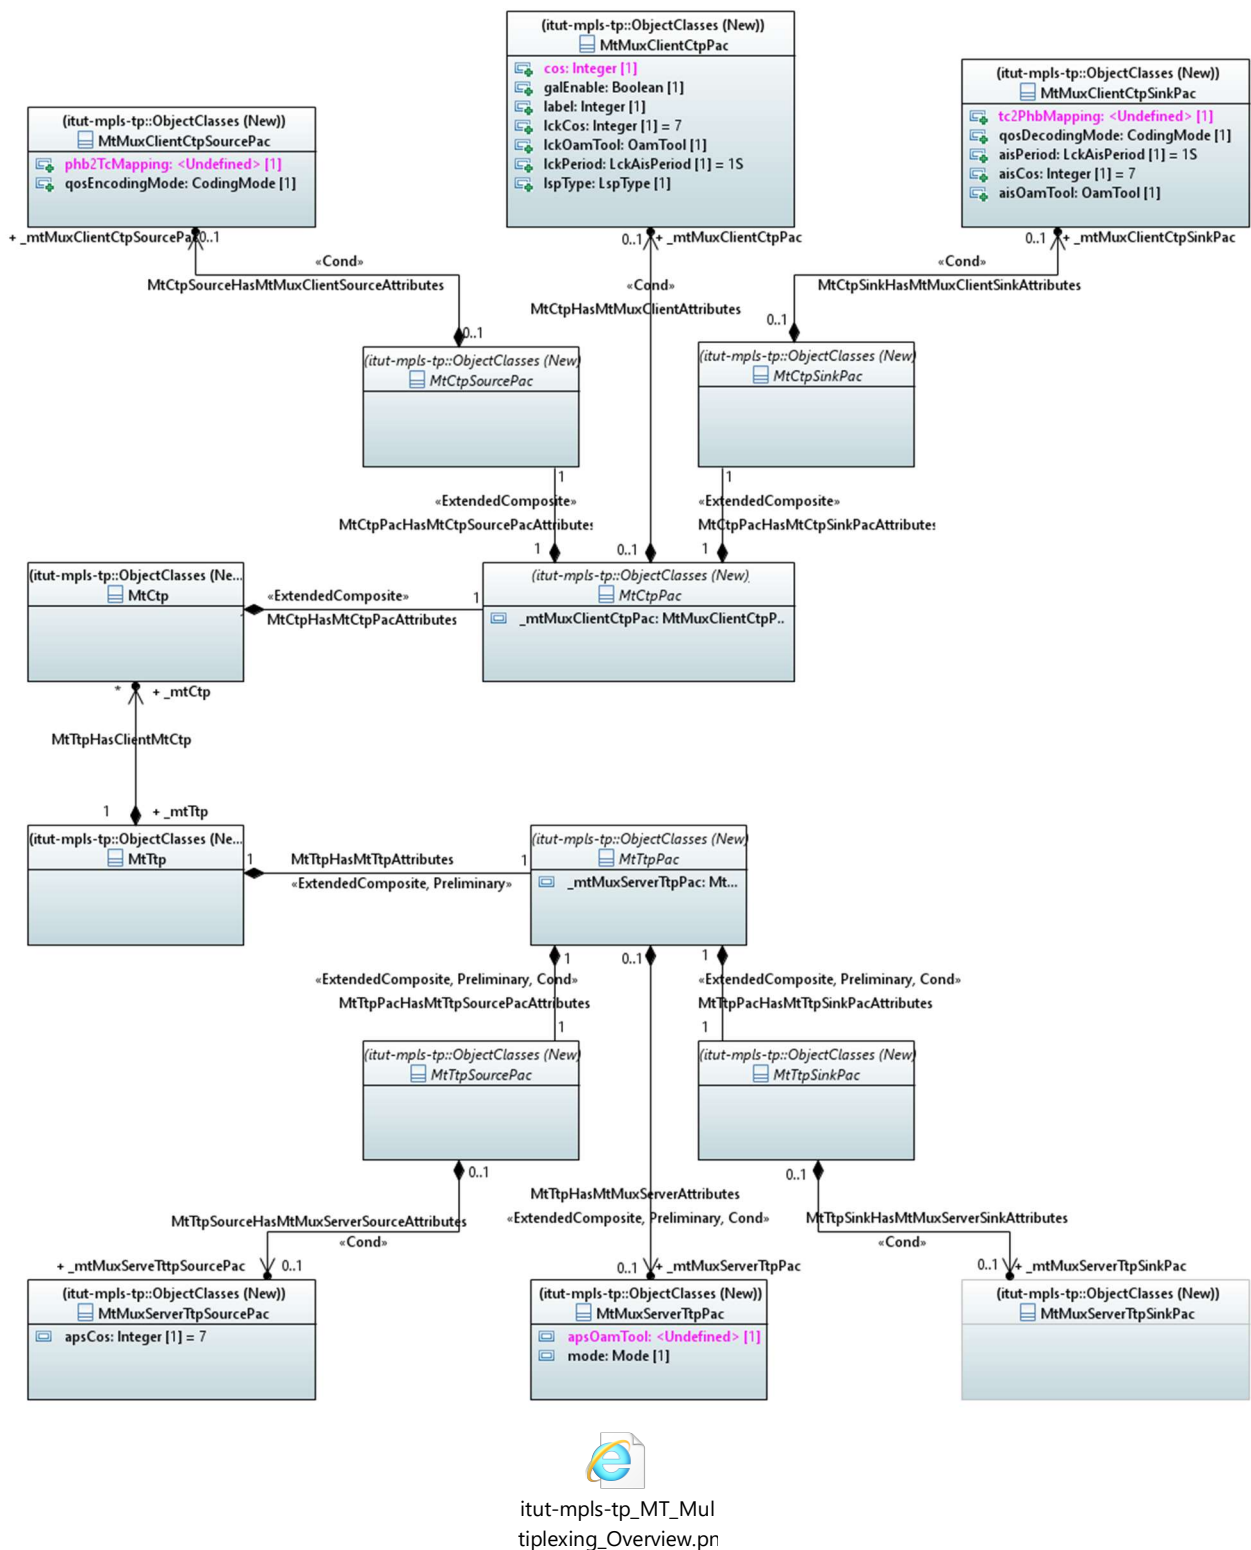 (itut-mpls-tp::ObjectClasses (New))
MtMuxClientCtpPac
cos: Integer [1]
galEnable: Boolean [1]
label: Integer [1]
lckCos: Integer [1] = 7
lckOamTool: OamTool [1]
lckPeriod: LckAisPeriod [1] = 1S
lspType: LspType [1]
(itut-mpls-tp::ObjectClasses (New))
MtMuxClientCtpSinkPac
tc2PhbMapping: <Undefined> [1]
qosDecodingMode: CodingMode [1]
aisPeriod: LckAisPeriod [1] = 1S
aisCos: Integer [1] = 7
aisOamTool: OamTool [1]
(itut-mpls-tp::ObjectClasses (New))
MtMuxClientCtpSourcePac
phb2TcMapping: <Undefined> [1]
qosEncodingMode: CodingMode [1]
+ _mtMuxClientCtpSourcePac
0..1
0..1
+ _mtMuxClientCtpPac
0..1
+ _mtMuxClientCtpSinkPac
«Cond»
MtCtpSourceHasMtMuxClientSourceAttributes
«Cond»
MtCtpHasMtMuxClientAttributes
«Cond»
MtCtpSinkHasMtMuxClientSinkAttributes
0..1
0..1
(itut-mpls-tp::ObjectClasses (New)
MtCtpSourcePac
(itut-mpls-tp::ObjectClasses (New)
MtCtpSinkPac
1
1
«ExtendedComposite»
MtCtpPacHasMtCtpSourcePacAttributes
«ExtendedComposite»
MtCtpPacHasMtCtpSinkPacAttributes
1
0..1
1
(itut-mpls-tp::ObjectClasses (Ne...
MtCtp
«ExtendedComposite»
1
MtCtpHasMtCtpPacAttributes
(itut-mpls-tp::ObjectClasses (New)
MtCtpPac
_mtMuxClientCtpPac: MtMuxClientCtpP..
*
+ _mtCtp
MtTtpHasClientMtCtp
1
+ _mtTtp
(itut-mpls-tp::ObjectClasses (Ne...
MtTtp
1
MtTtpHasMtTtpAttributes
1
«ExtendedComposite, Preliminary»
(itut-mpls-tp::ObjectClasses (New)
MtTtpPac
_mtMuxServerTtpPac: Mt...
1
0..1
1
«ExtendedComposite, Preliminary, Cond»
MtTtpPacHasMtTtpSourcePacAttributes
«ExtendedComposite, Preliminary, Cond»
MtTtpPacHasMtTtpSinkPacAttributes
1
1
(itut-mpls-tp::ObjectClasses (New)
MtTtpSourcePac
(itut-mpls-tp::ObjectClasses (New)
MtTtpSinkPac
0..1
0..1
MtTtpSourceHasMtMuxServerSourceAttributes
«Cond»
MtTtpHasMtMuxServerAttributes
«ExtendedComposite, Preliminary, Cond»
MtTtpSinkHasMtMuxServerSinkAttributes
«Cond»
+ _mtMuxServeTttpSourcePac
0..1
0..1
+ _mtMuxServerTtpPac
0..1
+ _mtMuxServerTtpSinkPac
(itut-mpls-tp::ObjectClasses (New))
MtMuxServerTtpSourcePac
apsCos: Integer [1] = 7
(itut-mpls-tp::ObjectClasses (New))
MtMuxServerTtpPac
apsOamTool: <Undefined> [1]
mode: Mode [1]
(itut-mpls-tp::ObjectClasses (New))
MtMuxServerTtpSinkPac
itut-mpls-tp_MT_Mul
tiplexing_Overview.pn